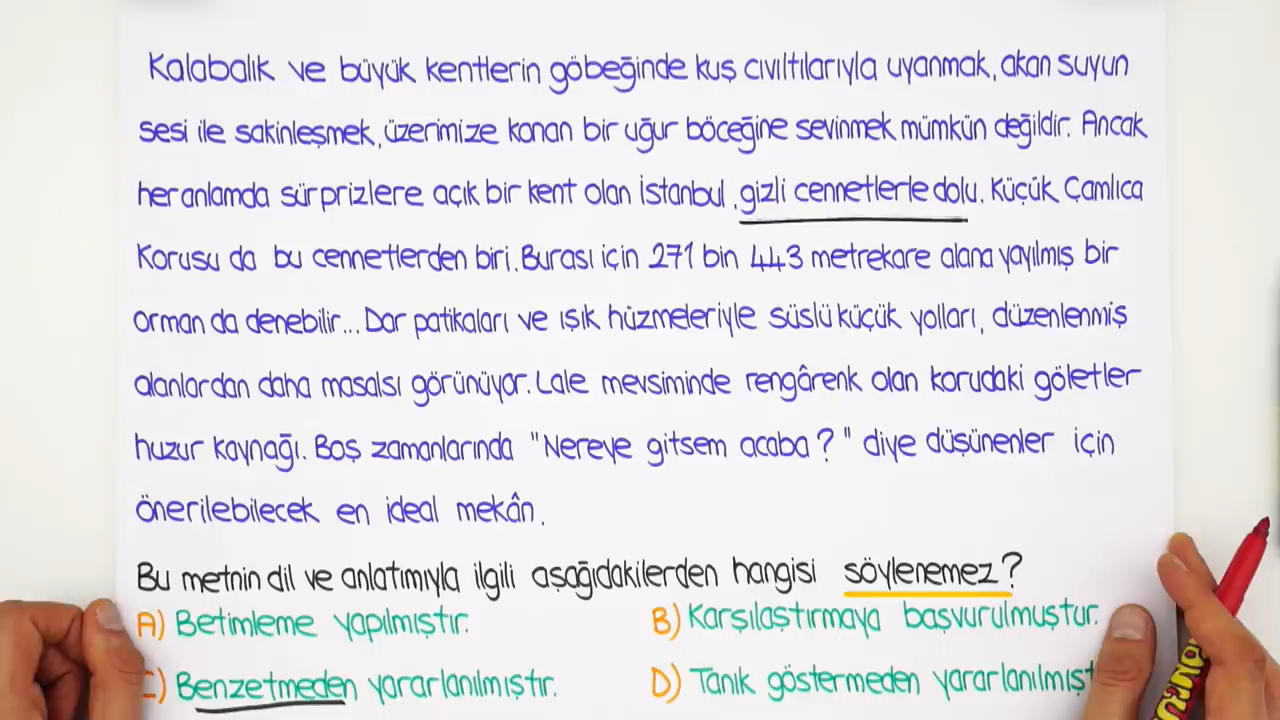 Kalabalık ve büyük kentlerin göbeğinde kuş cıvıltılarıyla uyanmak, akan suyun
sesi ile sakinleşmek, üzerimize konan bir uğur böceğine sevinmek mümkün değildir. Ancak
her anlamda sürprizlere açık bir kent olan İstanbul, gizli cennetlerle dolu. Küçük Çamlıca
Korusu da bu cennetlerden biri. Burası için 271 bin 443 metrekare alana yayılmış bir
orman da denebilir... Dar patikaları ve ışık hüzmeleriyle süslü küçük yolları, düzenlenmiş
alanlardan daha masalsı görünüyor. Lale mevsiminde rengârenk olan korudaki göletler
huzur kaynağı. Boş zamanlarında "Nereye gitsem acaba?" diye düşünenler için
önerilebilecek en ideal mekân.
Bu metnin dil ve anlatımıyla ilgili aşağıdakilerden hangisi söylenemez?
A) Betimleme yapılmıştır. B) Karşılaştırmaya başvurulmuştur.
C) Benzetmeden yararlanılmıştır. D) Tanık göstermeden yararlanılmışt